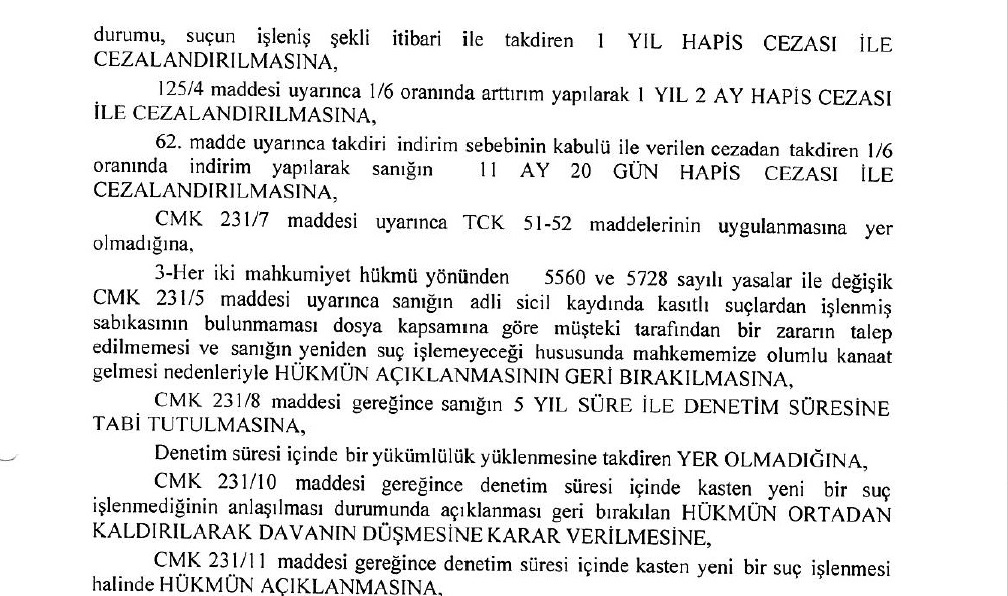 durumu, suçun işleniş şekli itibari ile takdiren 1 YIL HAPİS CEZASI İLE
CEZALANDIRILMASINA,
125/4 maddesi uyarınca 1/6 oranında arttırım yapılarak 1 YIL 2 AY HAPİS CEZASI
İLE CEZALANDIRILMASINA,
62. madde uyarınca takdiri indirim sebebinin kabulü ile verilen cezadan takdiren 1/6
oranında indirim yapılarak sanığın 11 AY 20 GÜN HAPİS CEZASI İLE
CEZALANDIRILMASINA,
CMK 231/7 maddesi uyarınca TCK 51-52 maddelerinin uygulanmasına yer
olmadığına,
3-Her iki mahkumiyet hükmü yönünden 5560 ve 5728 sayılı yasalar ile değişik
CMK 231/5 maddesi uyarınca sanığın adli sicil kaydında kasıtlı suçlardan işlenmiş
sabıkasının bulunmaması dosya kapsamına göre müşteki tarafından bir zararın talep
edilmemesi ve sanığın yeniden suç işlemeyeceği hususunda mahkememize olumlu kanaat
gelmesi nedenleriyle HÜKMÜN AÇIKLANMASININ GERİ BIRAKILMASINA,
CMK 231/8 maddesi gereğince sanığın 5 YIL SÜRE İLE DENETİM SÜRESİNE
TABİ TUTULMASINA,
Denetim süresi içinde bir yükümlülük yüklenmesine takdiren YER OLMADIĞINA,
CMK 231/10 maddesi gereğince denetim süresi içinde kasten yeni bir suç
işlenmediğinin anlaşılması durumunda açıklanması geri bırakılan HÜKMÜN ORTADAN
KALDIRILARAK DAVANIN DÜŞMESİNE KARAR VERİLMESİNE,
CMK 231/11 maddesi gereğince denetim süresi içinde kasten yeni bir suç işlenmesi
halinde HÜKMÜN AÇIKLANMASINA,